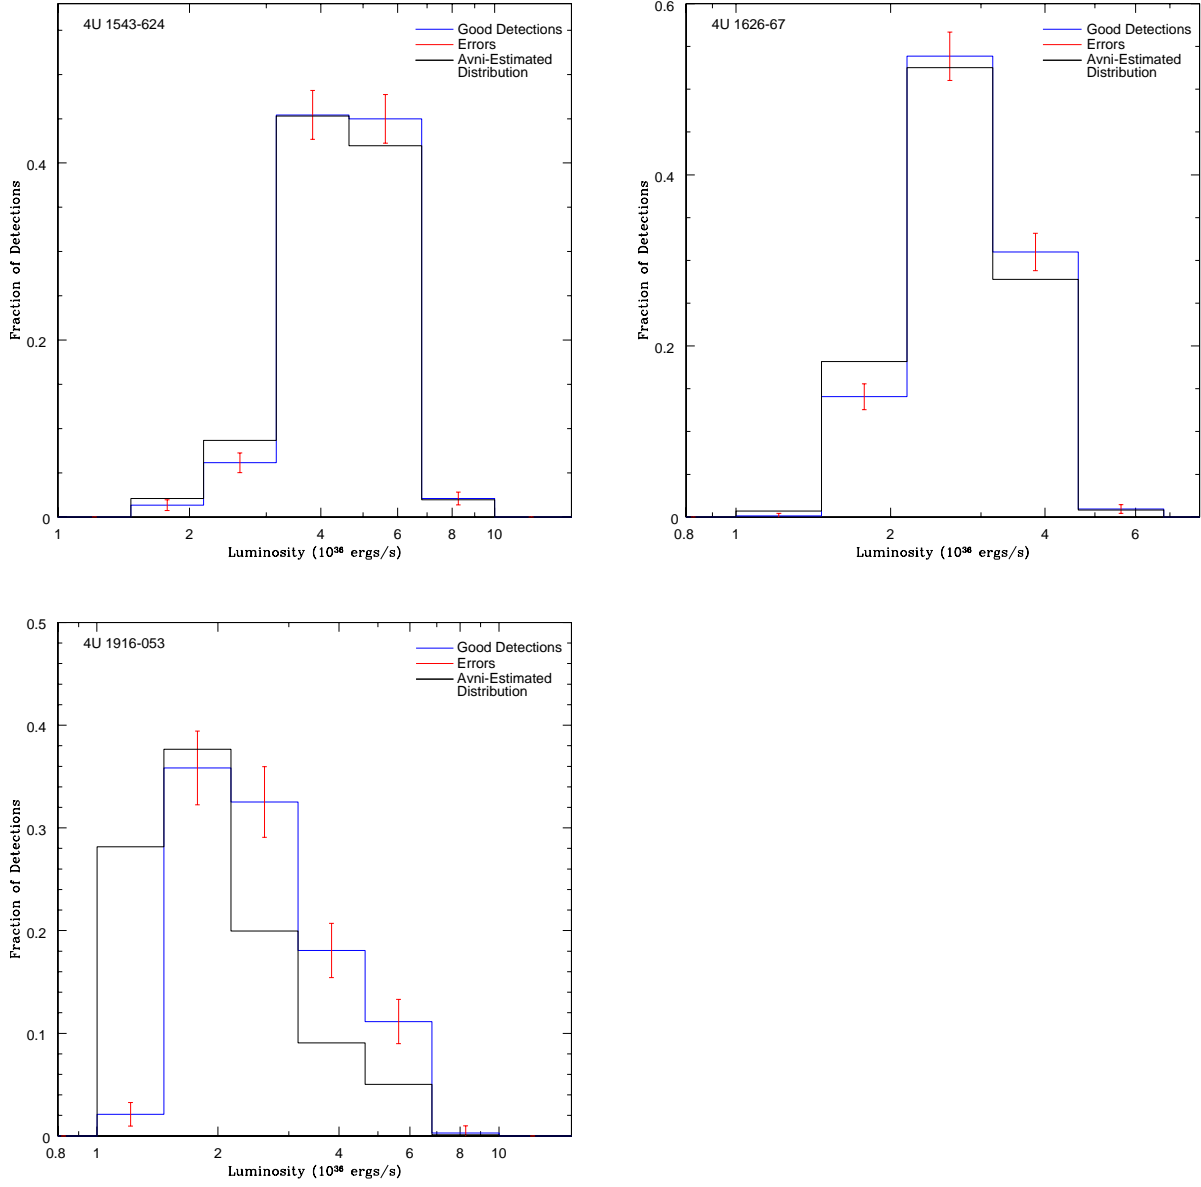 4U 1543-624
Good Detections
Errors
Avni-Estimated
Distribution
Fraction of Detections
0.4
0.2
0
1 2 4 6 8 10
Luminosity (10³⁶ ergs/s)
4U 1626-67
Good Detections
Errors
Avni-Estimated
Distribution
Fraction of Detections
0.6
0.4
0.2
0
0.8 1 2 4 6
Luminosity (10³⁶ ergs/s)
4U 1916-053
Good Detections
Errors
Avni-Estimated
Distribution
Fraction of Detections
0.5
0.4
0.3
0.2
0.1
0
0.8 1 2 4 6 8 10
Luminosity (10³⁶ ergs/s)